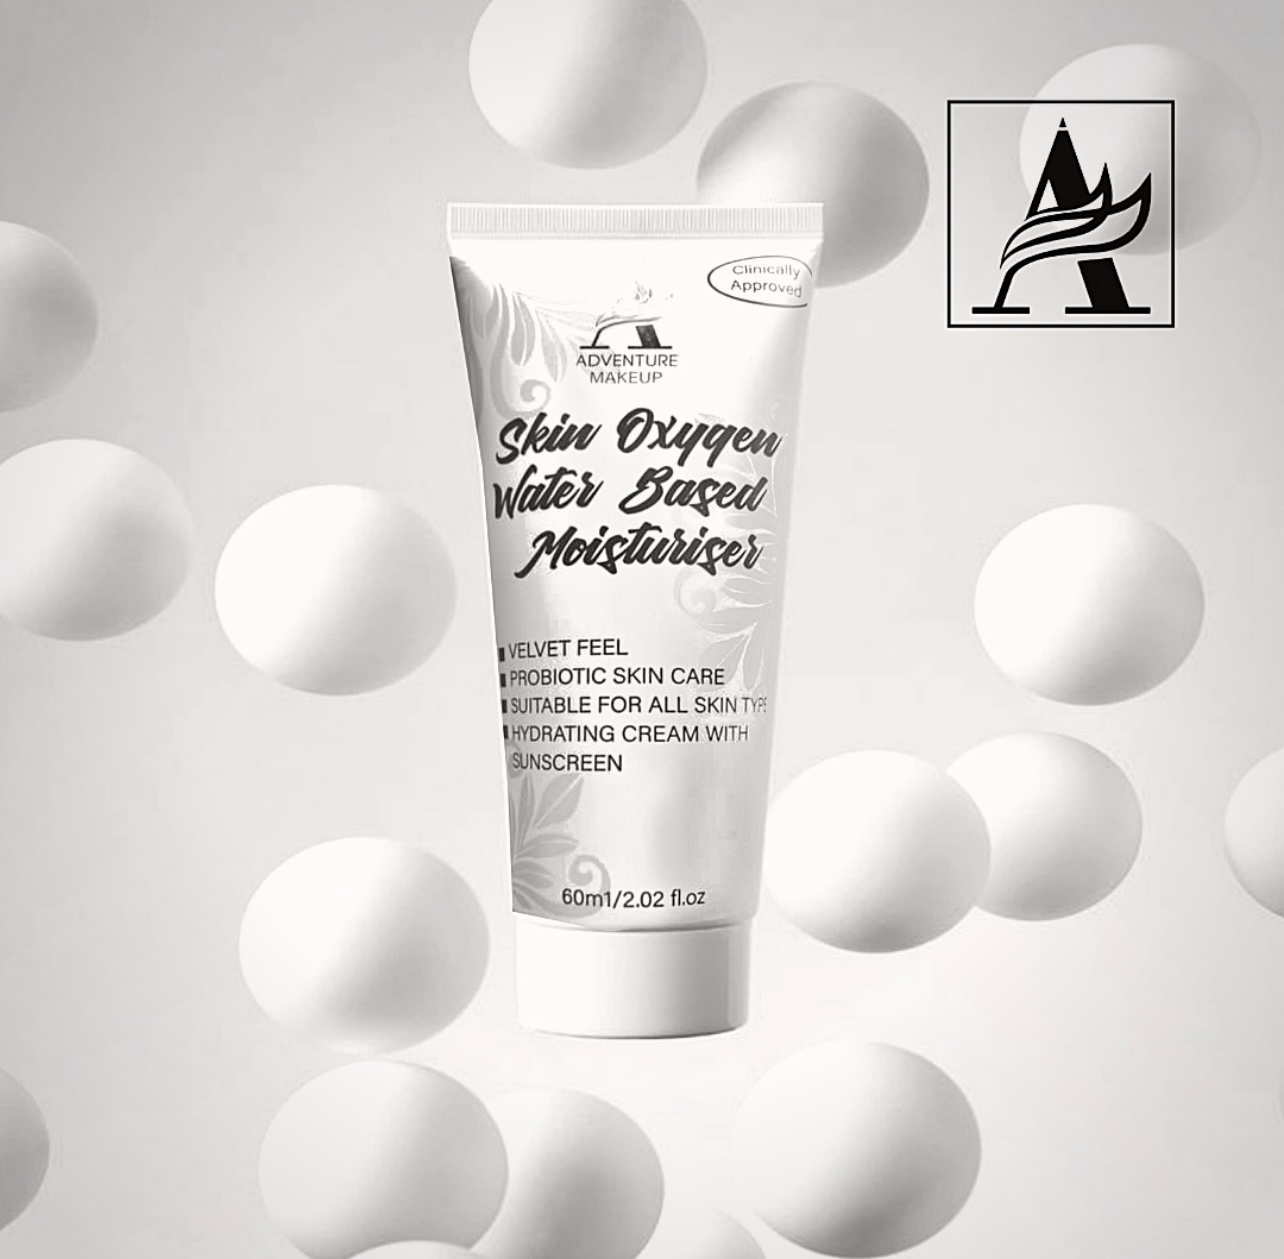 Clinically
Approved
ADVENTURE
MAKEUP
Skin Oxygen
Water Based
Moisturiser
VELVET FEEL
PROBIOTIC SKIN CARE
SUITABLE FOR ALL SKIN TYPE
HYDRATING CREAM WITH
SUNSCREEN
60m1/2.02 fl.oz